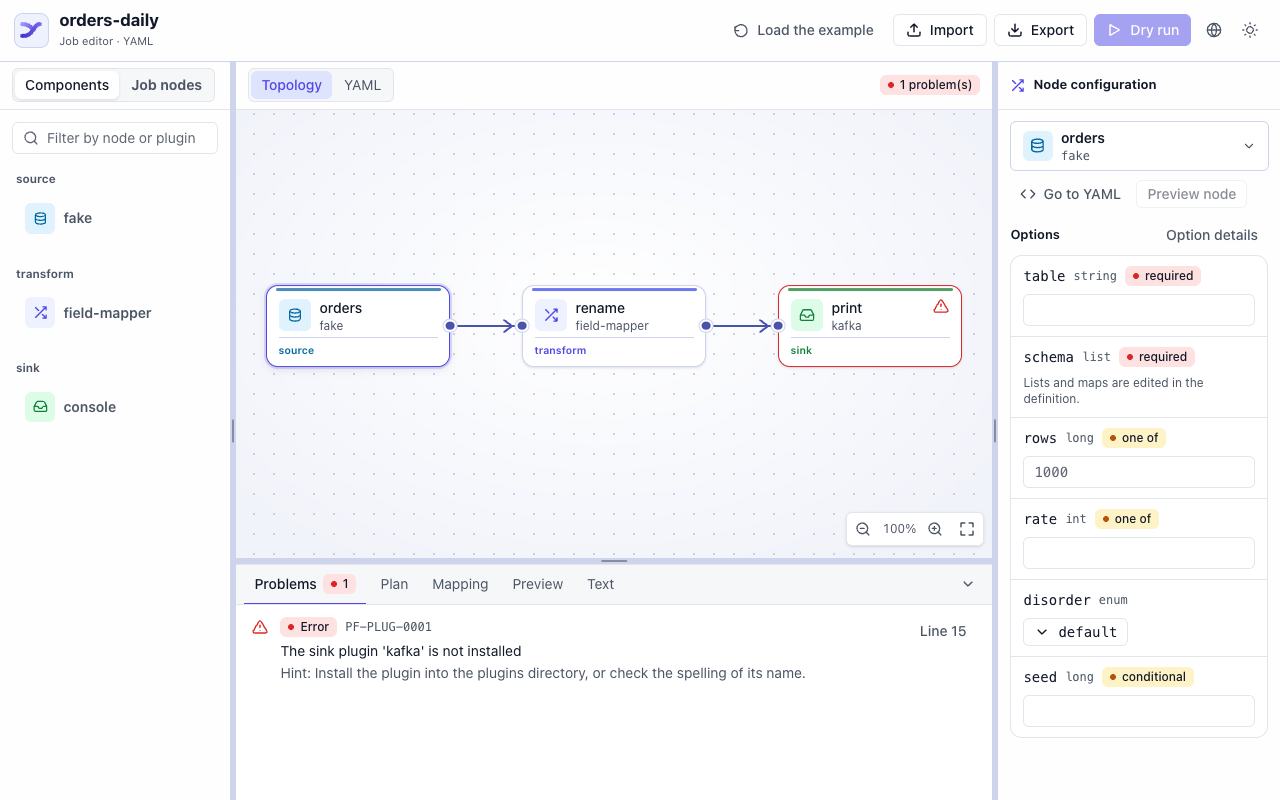 orders-daily
Job editor · YAML
Load the example
Import
Export
Dry run
Components
Job nodes
Filter by node or plugin
source
fake
transform
field-mapper
sink
console
Topology
YAML
1 problem(s)
orders
fake
source
rename
field-mapper
transform
print
kafka
sink
100%
Problems
1
Plan
Mapping
Preview
Text
Error
PF-PLUG-0001
Line 15
The sink plugin 'kafka' is not installed
Hint: Install the plugin into the plugins directory, or check the spelling of its name.
Node configuration
orders
fake
Go to YAML
Preview node
Options
Option details
table string required
schema list required
Lists and maps are edited in the
definition.
rows long one of
1000
rate int one of
disorder enum
default
seed long conditional